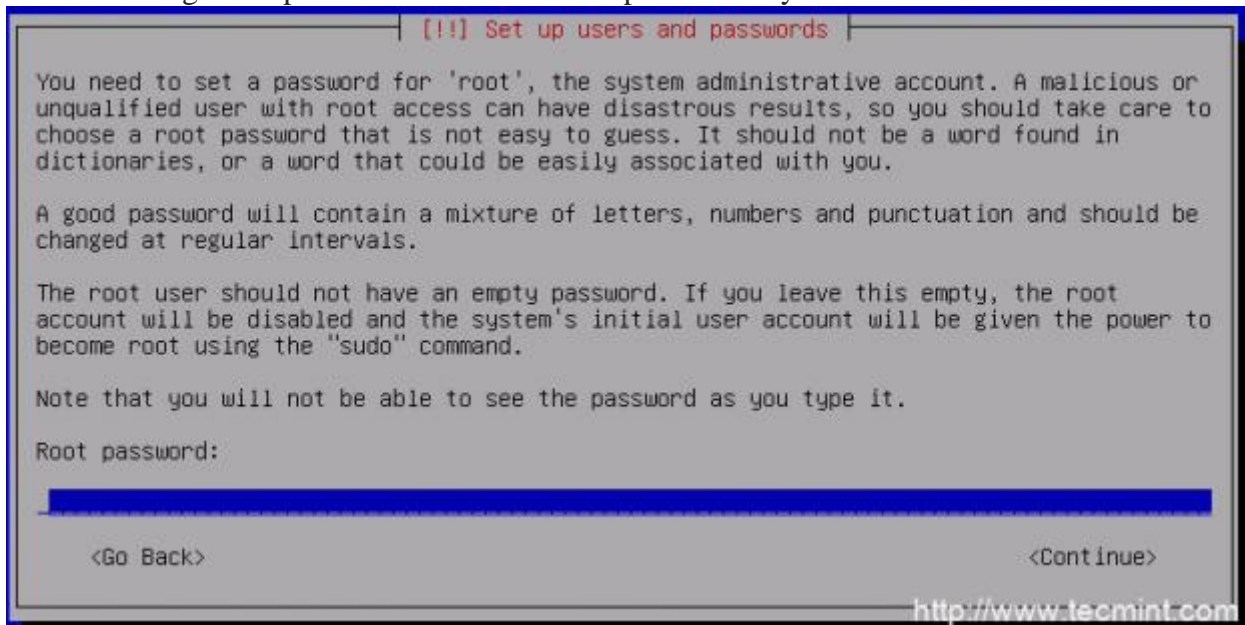 [!!] Set up users and passwords
You need to set a password for 'root', the system administrative account. A malicious or
unqualified user with root access can have disastrous results, so you should take care to
choose a root password that is not easy to guess. It should not be a word found in
dictionaries, or a word that could be easily associated with you.
A good password will contain a mixture of letters, numbers and punctuation and should be
changed at regular intervals.
The root user should not have an empty password. If you leave this empty, the root
account will be disabled and the system's initial user account will be given the power to
become root using the "sudo" command.
Note that you will not be able to see the password as you type it.
Root password:
<Go Back> <Continue>
http://www.tecmint.com